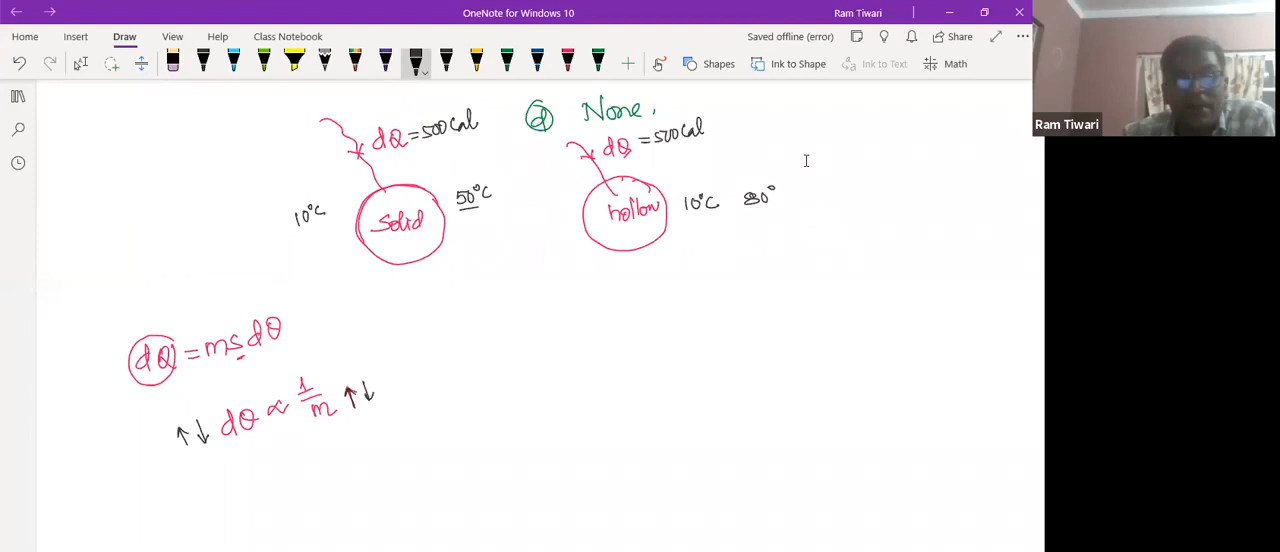 OneNote for Windows 10
Ram Tiwari
Home Insert Draw View Help Class Notebook
Saved offline (error) Share
Shapes Ink to Shape Ink to Text Math
Ram Tiwari
d None.
dQ = 500 Cal
dQ = 500 Cal
10°C Solid 50°C
hollow 10°C 80°
dQ = msdθ
↑↓ dθ ∝ 1/m ↑↓